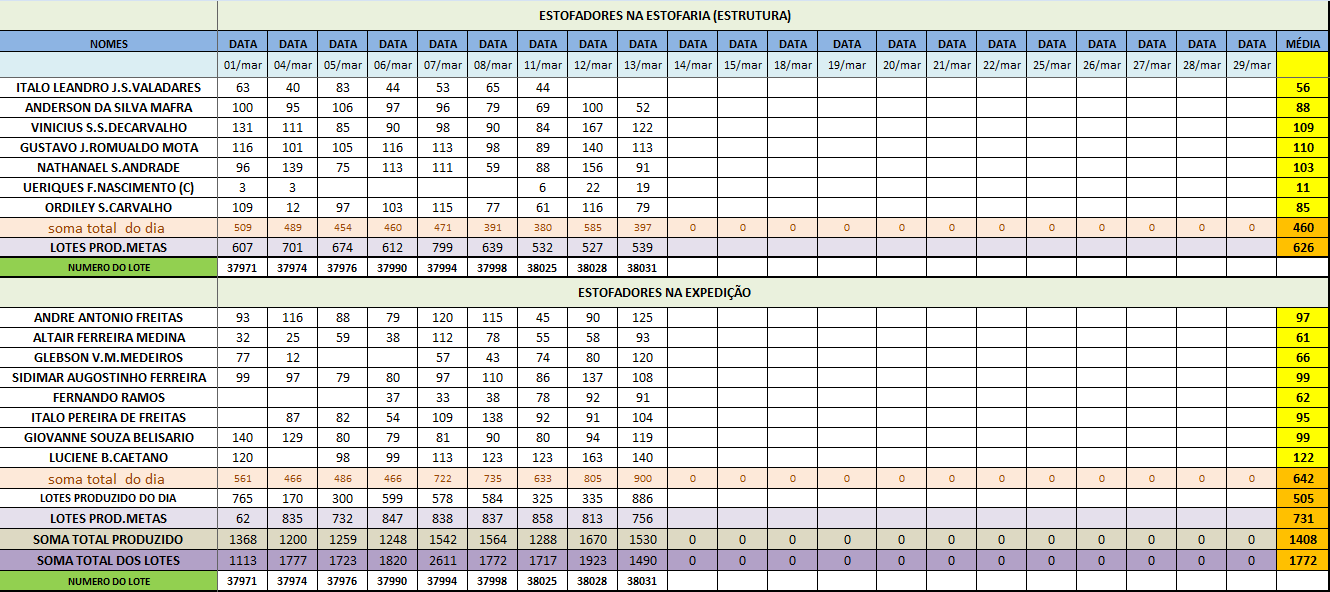 ESTOFADORES NA ESTOFARIA (ESTRUTURA)
NOMES DATA DATA DATA DATA DATA DATA DATA DATA DATA DATA DATA DATA DATA DATA DATA DATA DATA DATA DATA DATA DATA MÉDIA
01/mar 04/mar 05/mar 06/mar 07/mar 08/mar 11/mar 12/mar 13/mar 14/mar 15/mar 18/mar 19/mar 20/mar 21/mar 22/mar 25/mar 26/mar 27/mar 28/mar 29/mar
ITALO LEANDRO J.S.VALADARES 63 40 83 44 53 65 44 56
ANDERSON DA SILVA MAFRA 100 95 106 97 96 79 69 100 52 88
VINICIUS S.S.DECARVALHO 131 111 85 90 98 90 84 167 122 109
GUSTAVO J.ROMUALDO MOTA 116 101 105 116 113 98 89 140 113 110
NATHANAEL S.ANDRADE 96 139 75 113 111 59 88 156 91 103
UERIQUES F.NASCIMENTO (C) 3 3 6 22 19 11
ORDILEY S.CARVALHO 109 12 97 103 115 77 61 116 79 85
soma total do dia 509 489 454 460 471 391 380 585 397 0 0 0 0 0 0 0 0 0 0 0 0 460
LOTES PROD.METAS 607 701 674 612 799 639 532 527 539 626
NUMERO DO LOTE 37971 37974 37976 37990 37994 37998 38025 38028 38031
ESTOFADORES NA EXPEDIÇÃO
ANDRE ANTONIO FREITAS 93 116 88 79 120 115 45 90 125 97
ALTAIR FERREIRA MEDINA 32 25 59 38 112 78 55 58 93 61
GLEBSON V.M.MEDEIROS 77 12 57 43 74 80 120 66
SIDIMAR AUGOSTINHO FERREIRA 99 97 79 80 97 110 86 137 108 99
FERNANDO RAMOS 37 33 38 78 92 91 62
ITALO PEREIRA DE FREITAS 87 82 54 109 138 92 91 104 95
GIOVANNE SOUZA BELISARIO 140 129 80 79 81 90 80 94 119 99
LUCIENE B.CAETANO 120 98 99 113 123 123 163 140 122
soma total do dia 561 466 486 466 722 735 633 805 900 0 0 0 0 0 0 0 0 0 0 0 0 642
LOTES PRODUZIDO DO DIA 765 170 300 599 578 584 325 335 886 505
LOTES PROD.METAS 62 835 732 847 838 837 858 813 756 731
SOMA TOTAL PRODUZIDO 1368 1200 1259 1248 1542 1564 1288 1670 1530 0 0 0 0 0 0 0 0 0 0 0 0 1408
SOMA TOTAL DOS LOTES 1113 1777 1723 1820 2611 1772 1717 1923 1490 0 0 0 0 0 0 0 0 0 0 0 0 1772
NUMERO DO LOTE 37971 37974 37976 37990 37994 37998 38025 38028 38031